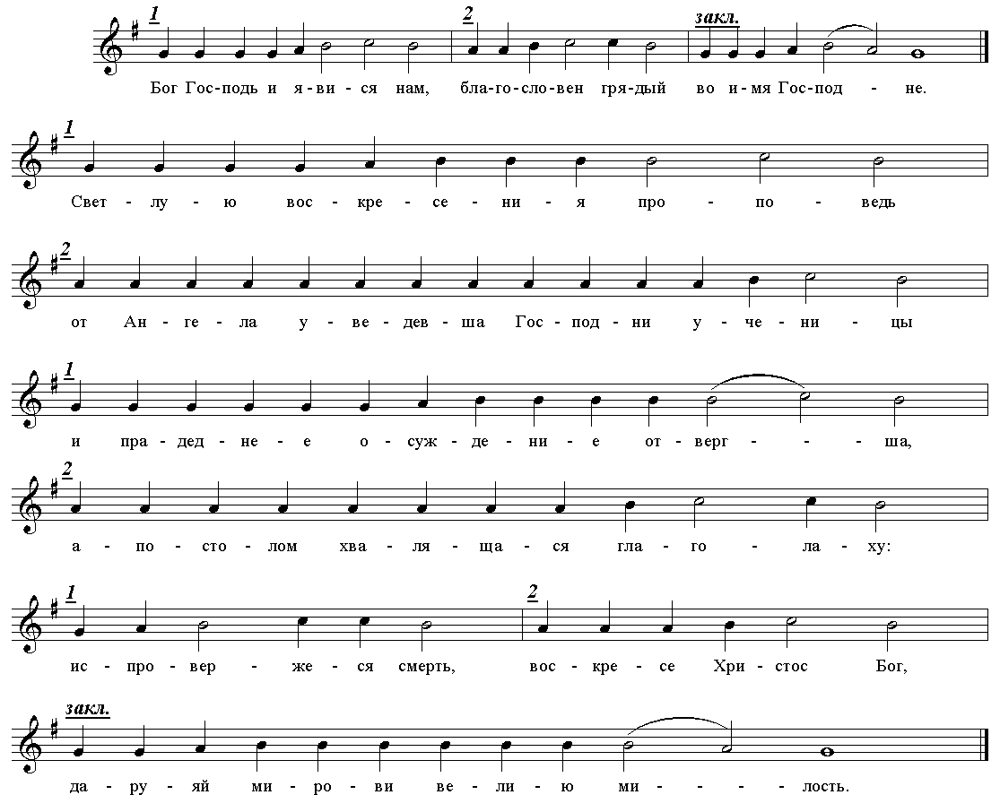 1 2 закл.
Бог Гос-подь и я-ви-ся нам, бла-го-сло-вен гря-дый во и-мя Гос-под - не.
1
Свет - лу - ю вос - кре - се - ни - я про - по - ведь
2
от Ан - ге - ла у - ве - дев - ша Гос - под - ни у - че - ни - цы
1
и пра - дед - не - е о - суж - де - ни - е от - верг - - ша,
2
а - по - сто - лом хва - ля - ща - ся гла - го - ла - ху:
1 2
ис - про - вер - же - ся смерть, вос - кре - се Хри - стос Бог,
закл.
да - ру - яй ми - ро - ви ве - ли - ю ми - - - лость.